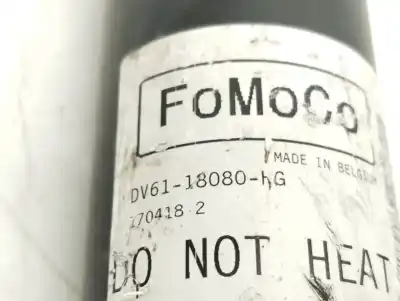 FoMoCo
MADE IN BELGIUM
DV61-18080-hG
170418 2
DO NOT HEAT